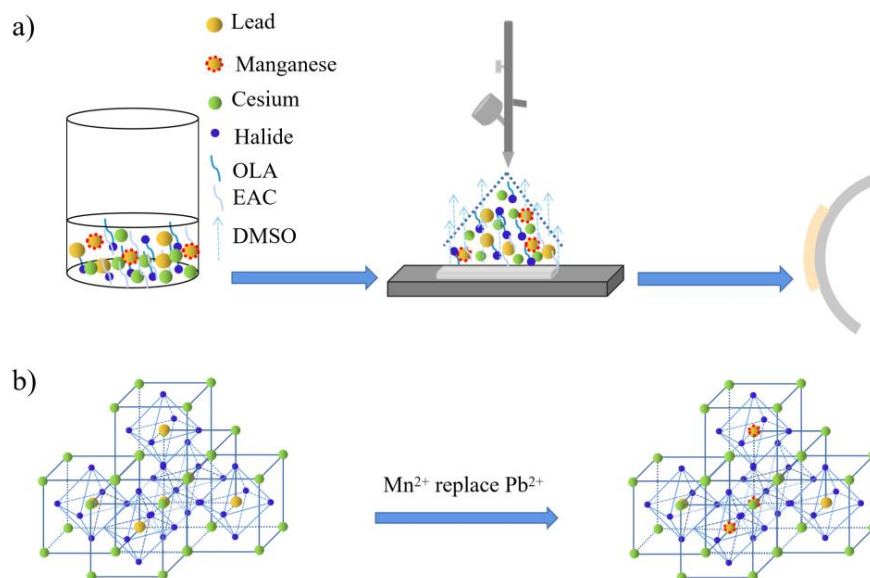 a)
Lead
Manganese
Cesium
Halide
OLA
EAC
DMSO
b)
Mn²⁺ replace Pb²⁺